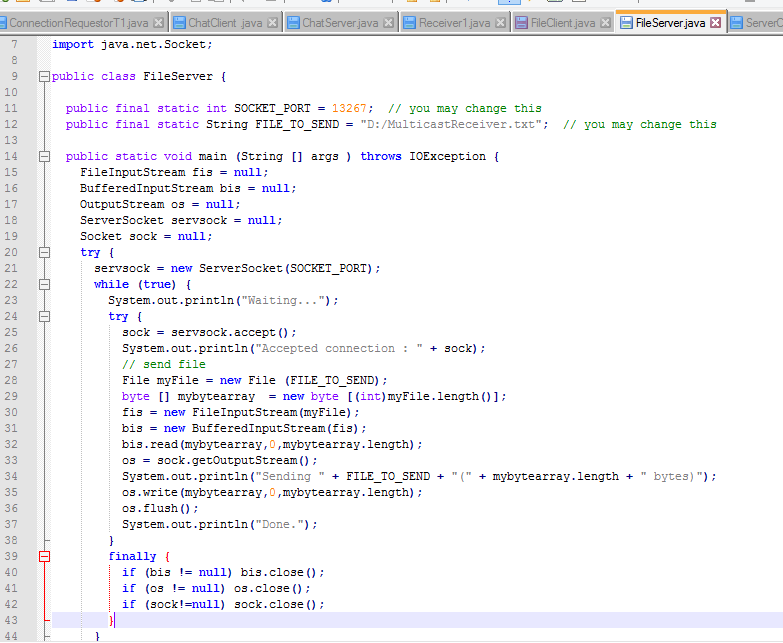 ConnectionRequestorT1.java ChatClient .java ChatServer.java Receiver1.java FileClient.java FileServer.java ServerC
7 import java.net.Socket;
8
9 public class FileServer {
10
11 public final static int SOCKET_PORT = 13267;  // you may change this
12 public final static String FILE_TO_SEND = "D:/MulticastReceiver.txt";  // you may change this
13
14 public static void main (String [] args ) throws IOException {
15 FileInputStream fis = null;
16 BufferedInputStream bis = null;
17 OutputStream os = null;
18 ServerSocket servsock = null;
19 Socket sock = null;
20 try {
21 servsock = new ServerSocket(SOCKET_PORT);
22 while (true) {
23 System.out.println("Waiting...");
24 try {
25 sock = servsock.accept();
26 System.out.println("Accepted connection : " + sock);
27 // send file
28 File myFile = new File (FILE_TO_SEND);
29 byte [] mybytearray  = new byte [(int)myFile.length()];
30 fis = new FileInputStream(myFile);
31 bis = new BufferedInputStream(fis);
32 bis.read(mybytearray,0,mybytearray.length);
33 os = sock.getOutputStream();
34 System.out.println("Sending " + FILE_TO_SEND + "(" + mybytearray.length + " bytes)");
35 os.write(mybytearray,0,mybytearray.length);
36 os.flush();
37 System.out.println("Done.");
38 }
39 finally {
40 if (bis != null) bis.close();
41 if (os != null) os.close();
42 if (sock!=null) sock.close();
43 }
44 }